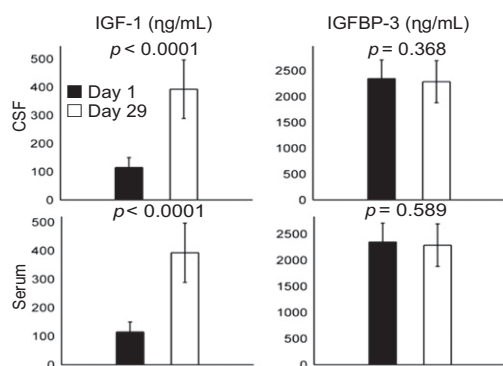 IGF-1 (ηg/mL)
IGFBP-3 (ηg/mL)
p < 0.0001
p = 0.368
CSF
500
400
300
200
100
0
Day 1
Day 29
2500
2000
1500
1000
500
0
p < 0.0001
p = 0.589
Serum
500
400
300
200
100
0
2500
2000
1500
1000
500
0